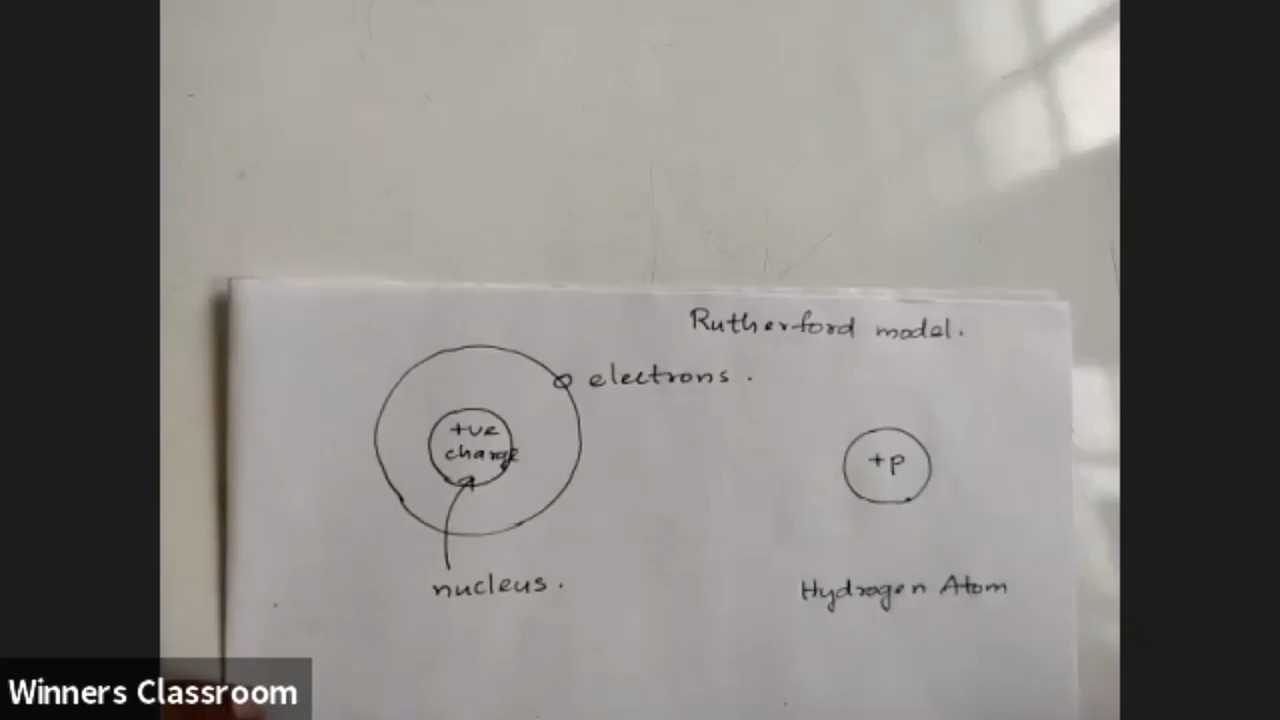 Rutherford model.
electrons.
+ve
charge
+p
nucleus.
Hydrogen Atom
Winners Classroom